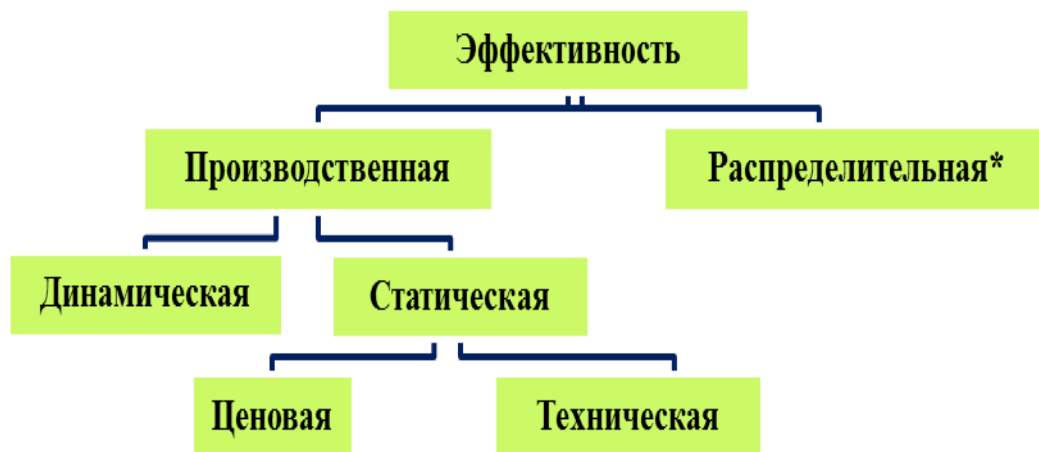 Эффективность
Производственная
Распределительная*
Динамическая
Статическая
Ценовая
Техническая